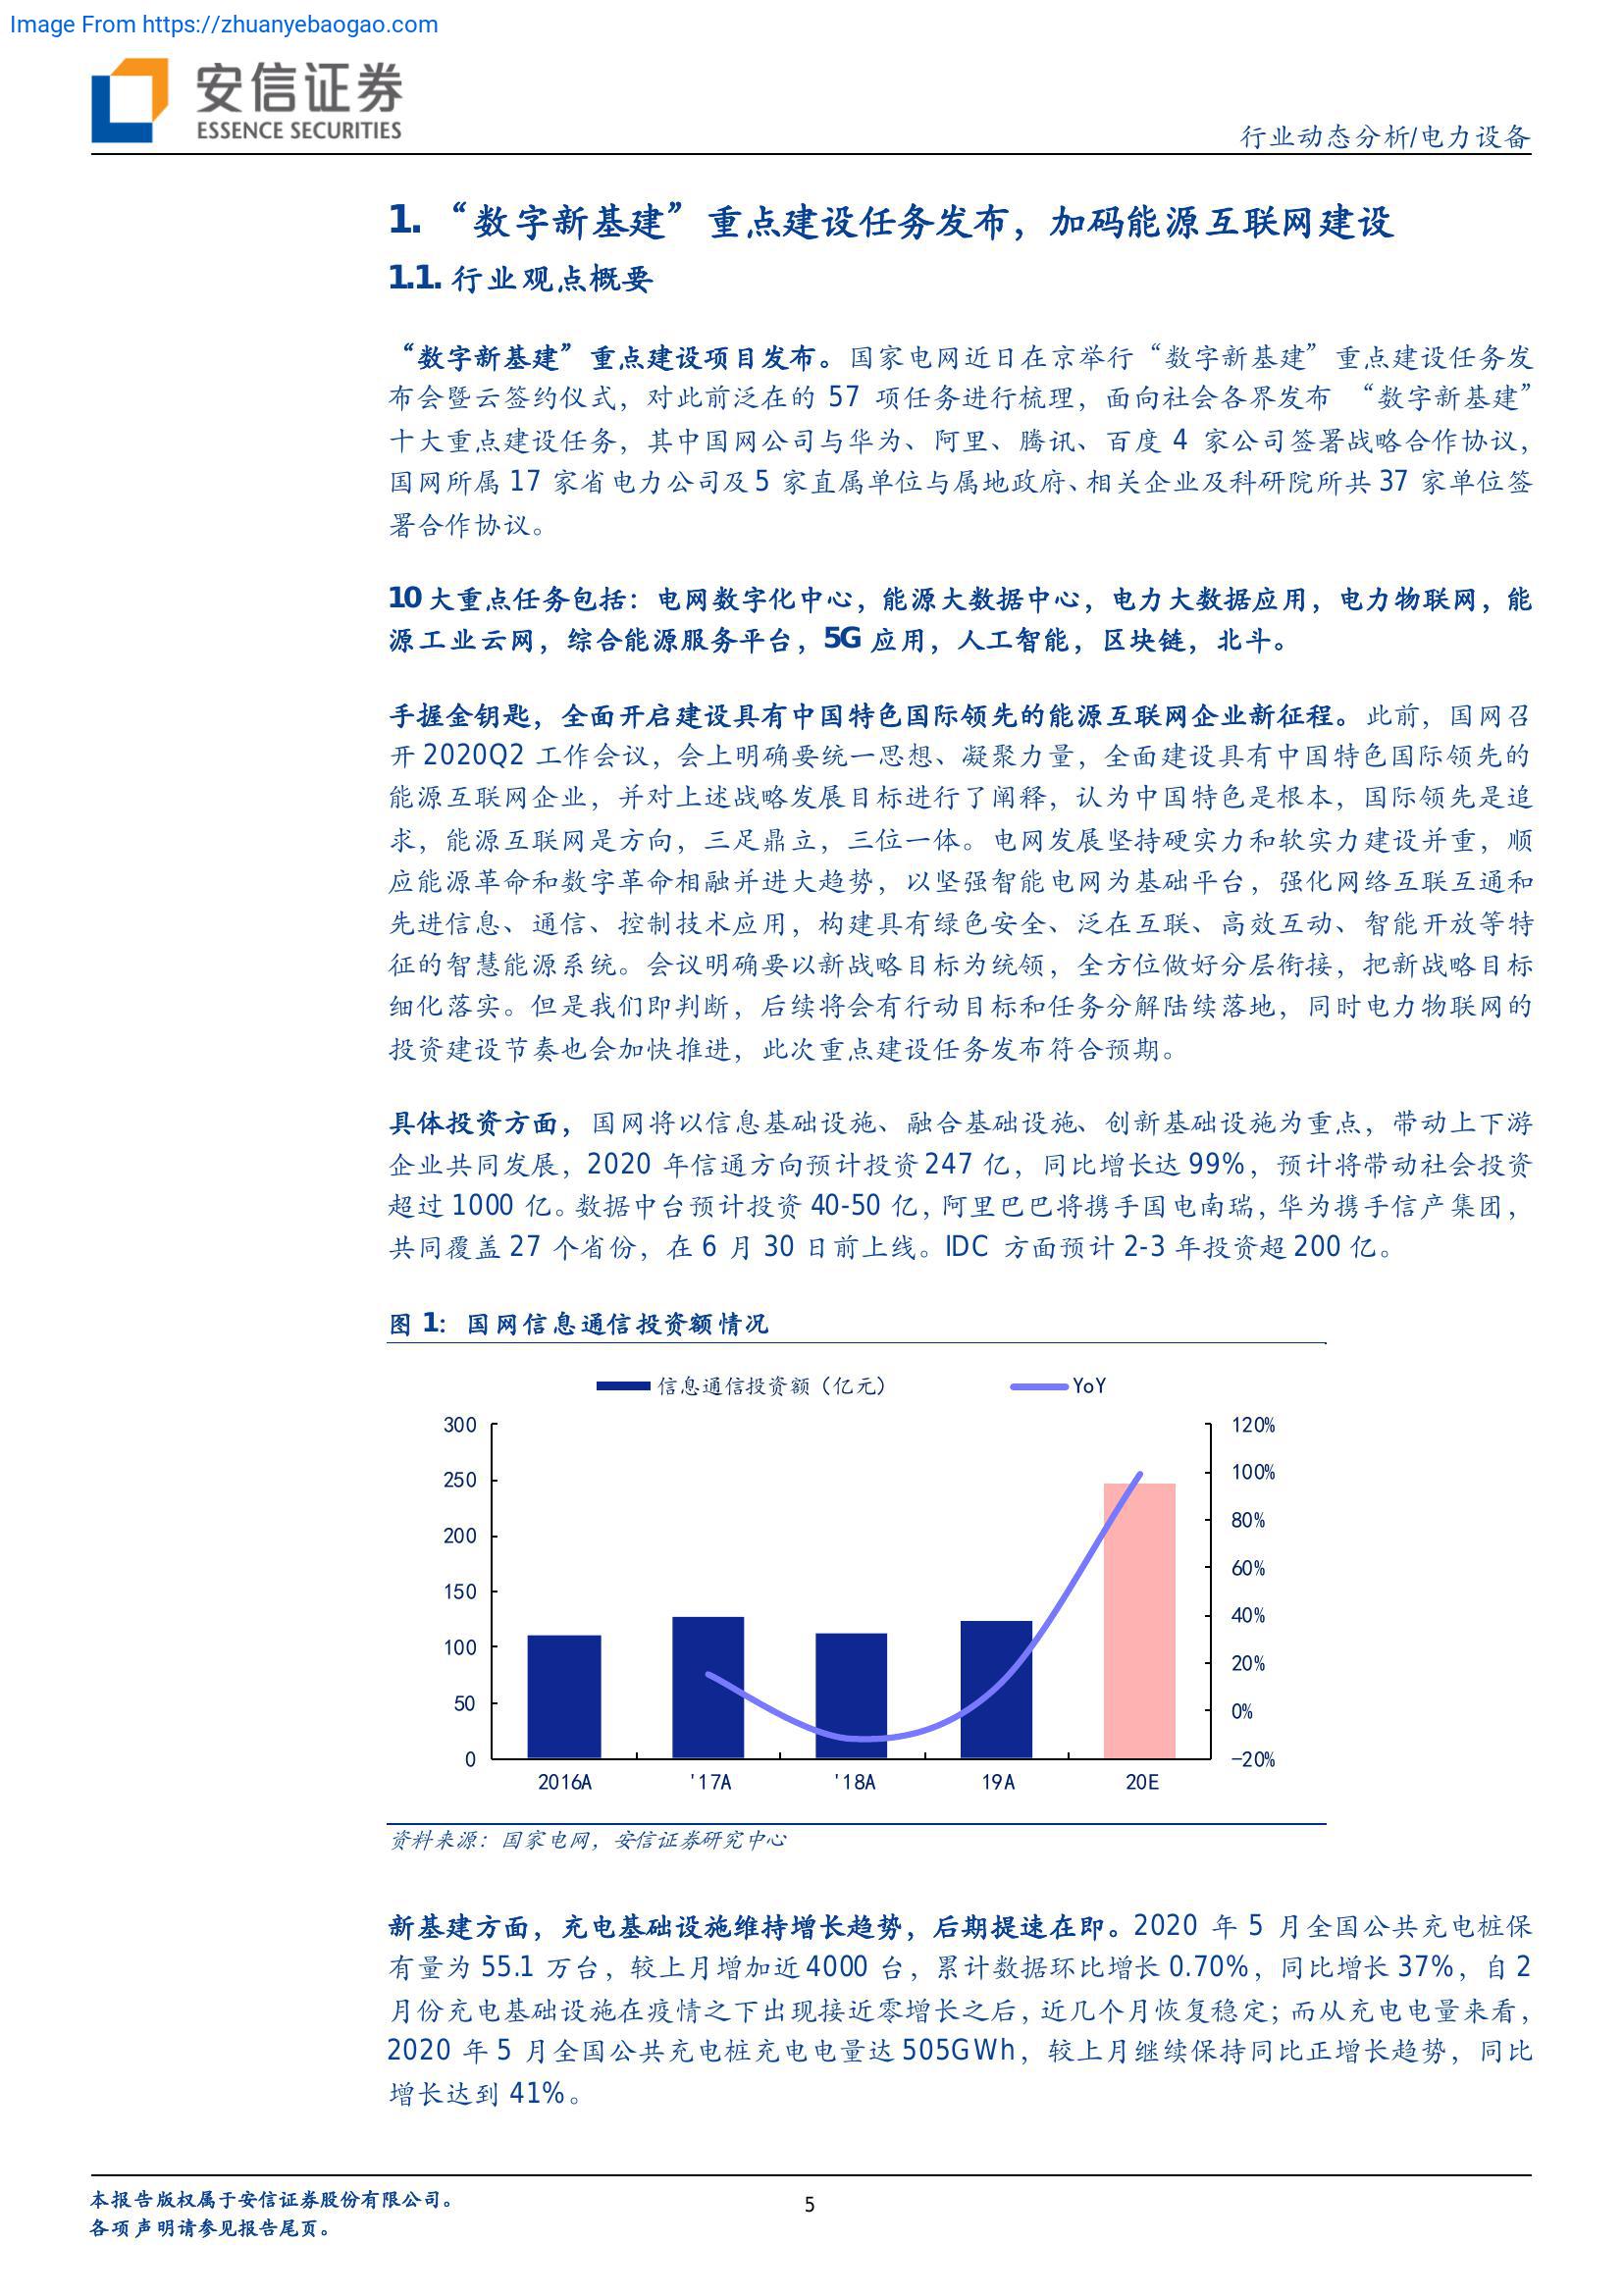 Image From https://zhuanyebaogao.com
安信证券
ESSENCE SECURITIES
行业动态分析/电力设备
1. “数字新基建”重点建设任务发布，加码能源互联网建设
1.1. 行业观点概要
“数字新基建”重点建设项目发布。国家电网近日在京举行“数字新基建”重点建设任务发
布会暨云签约仪式，对此前泛在的 57 项任务进行梳理，面向社会各界发布 “数字新基建”
十大重点建设任务，其中国网公司与华为、阿里、腾讯、百度 4 家公司签署战略合作协议，
国网所属 17 家省电力公司及 5 家直属单位与属地政府、相关企业及科研院所共 37 家单位签
署合作协议。
10 大重点任务包括：电网数字化中心，能源大数据中心，电力大数据应用，电力物联网，能
源工业云网，综合能源服务平台，5G 应用，人工智能，区块链，北斗。
手握金钥匙，全面开启建设具有中国特色国际领先的能源互联网企业新征程。此前，国网召
开 2020Q2 工作会议，会上明确要统一思想、凝聚力量，全面建设具有中国特色国际领先的
能源互联网企业，并对上述战略发展目标进行了阐释，认为中国特色是根本，国际领先是追
求，能源互联网是方向，三足鼎立，三位一体。电网发展坚持硬实力和软实力建设并重，顺
应能源革命和数字革命相融并进大趋势，以坚强智能电网为基础平台，强化网络互联互通和
先进信息、通信、控制技术应用，构建具有绿色安全、泛在互联、高效互动、智能开放等特
征的智慧能源系统。会议明确要以新战略目标为统领，全方位做好分层衔接，把新战略目标
细化落实。但是我们即判断，后续将会有行动目标和任务分解陆续落地，同时电力物联网的
投资建设节奏也会加快推进，此次重点建设任务发布符合预期。
具体投资方面，国网将以信息基础设施、融合基础设施、创新基础设施为重点，带动上下游
企业共同发展，2020 年信通方向预计投资 247 亿，同比增长达 99%，预计将带动社会投资
超过 1000 亿。数据中台预计投资 40-50 亿，阿里巴巴将携手国电南瑞，华为携手信产集团，
共同覆盖 27 个省份，在 6 月 30 日前上线。IDC 方面预计 2-3 年投资超 200 亿。
图 1：国网信息通信投资额情况
信息通信投资额（亿元） YoY
300 120%
250 100%
200 80%
150 60%
100 40%
50 20%
0 0%
-20%
2016A '17A '18A 19A 20E
资料来源：国家电网，安信证券研究中心
新基建方面，充电基础设施维持增长趋势，后期提速在即。2020 年 5 月全国公共充电桩保
有量为 55.1 万台，较上月增加近 4000 台，累计数据环比增长 0.70%，同比增长 37%，自 2
月份充电基础设施在疫情之下出现接近零增长之后，近几个月恢复稳定；而从充电电量来看，
2020 年 5 月全国公共充电桩充电电量达 505GWh，较上月继续保持同比正增长趋势，同比
增长达到 41%。
本报告版权属于安信证券股份有限公司。
各项声明请参见报告尾页。
5